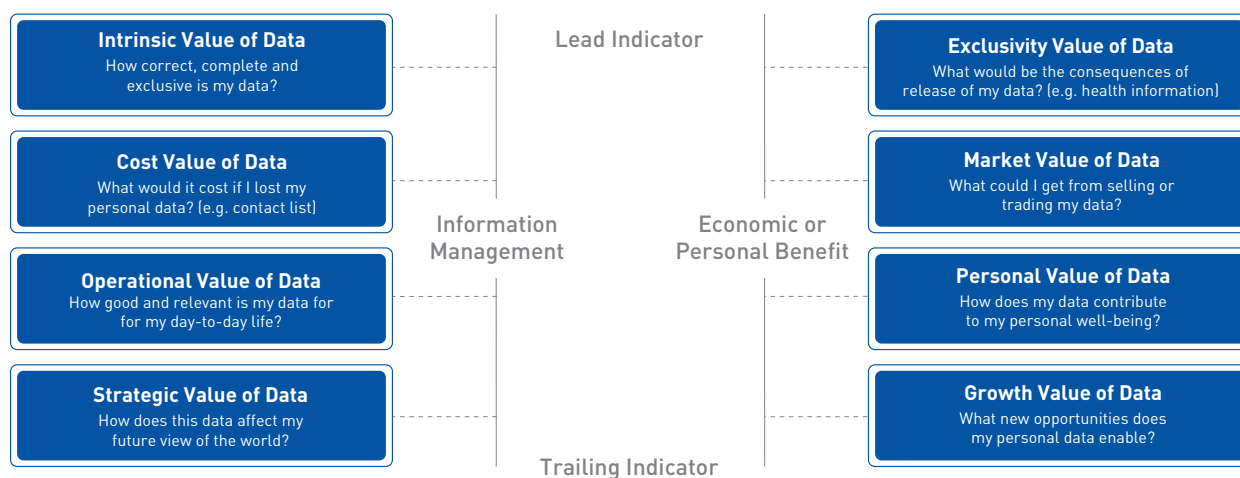 Intrinsic Value of Data
How correct, complete and
exclusive is my data?
Cost Value of Data
What would it cost if I lost my
personal data? (e.g. contact list)
Operational Value of Data
How good and relevant is my data for
for my day-to-day life?
Strategic Value of Data
How does this data affect my
future view of the world?
Lead Indicator
Information
Management
Economic or
Personal Benefit
Trailing Indicator
Exclusivity Value of Data
What would be the consequences of
release of my data? (e.g. health information)
Market Value of Data
What could I get from selling or
trading my data?
Personal Value of Data
How does my data contribute
to my personal well-being?
Growth Value of Data
What new opportunities does
my personal data enable?